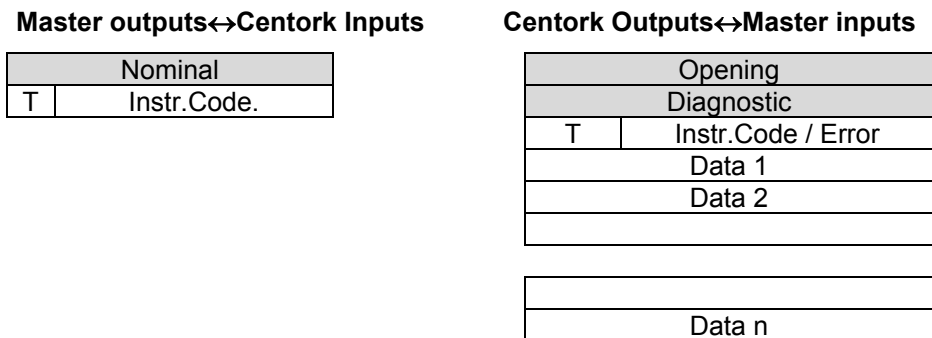 Master outputs↔Centork Inputs
Nominal
T Instr.Code.
Centork Outputs↔Master inputs
Opening
Diagnostic
T Instr.Code / Error
Data 1
Data 2
Data n